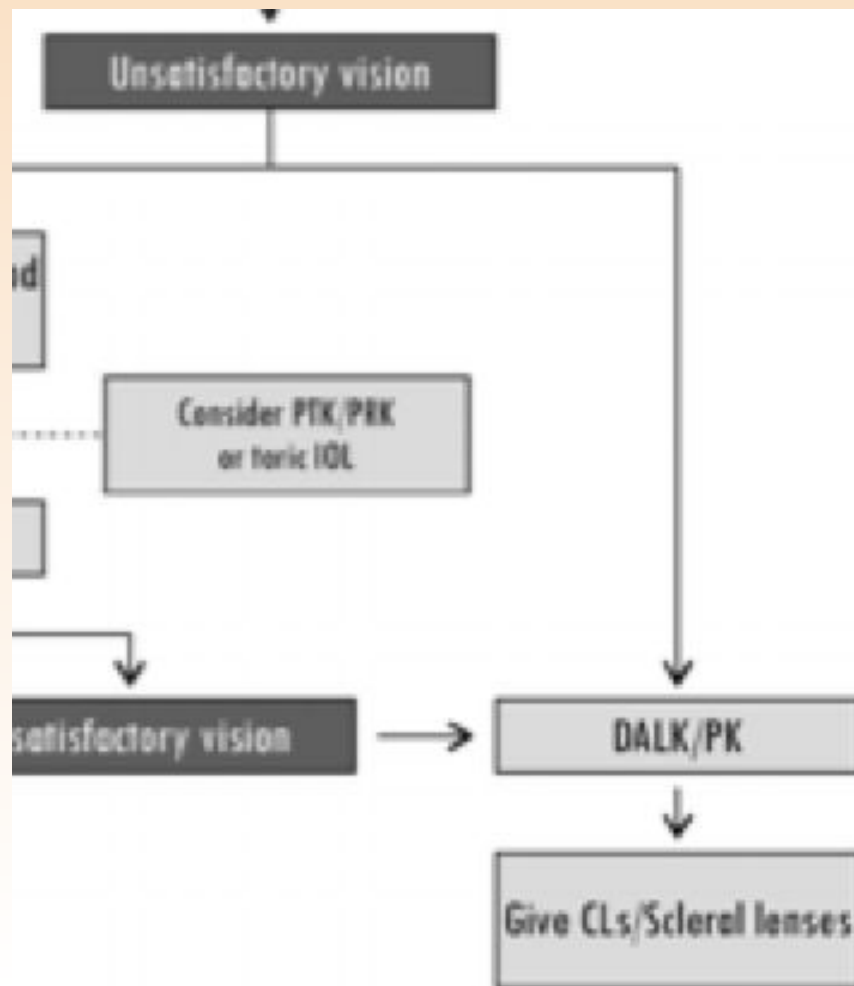 Unsatisfactory vision
Consider PTK/PRK
or toric IOL
satisfactory vision
DALK/PK
Give CLs/Scleral lenses